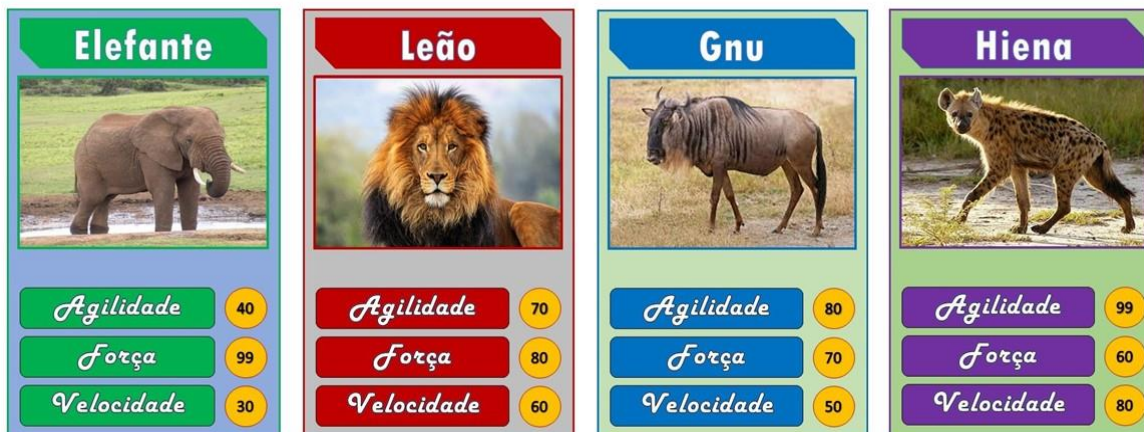 Elefante
Agilidade 40
Força 99
Velocidade 30
Leão
Agilidade 70
Força 80
Velocidade 60
Gnu
Agilidade 80
Força 70
Velocidade 50
Hiena
Agilidade 99
Força 60
Velocidade 80